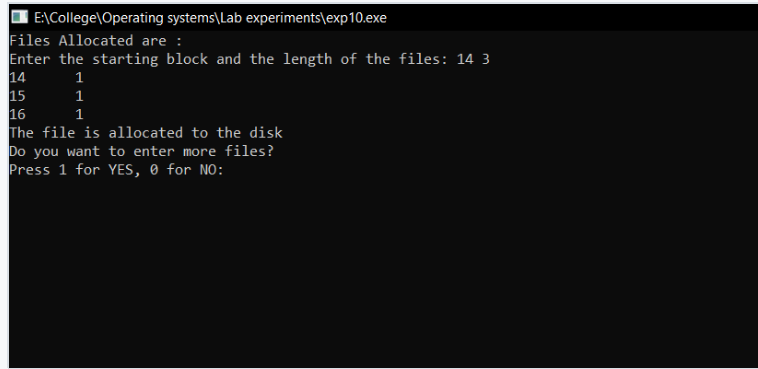 E:\College\Operating systems\Lab experiments\exp10.exe
Files Allocated are :
Enter the starting block and the length of the files: 14 3
14      1
15      1
16      1
The file is allocated to the disk
Do you want to enter more files?
Press 1 for YES, 0 for NO: